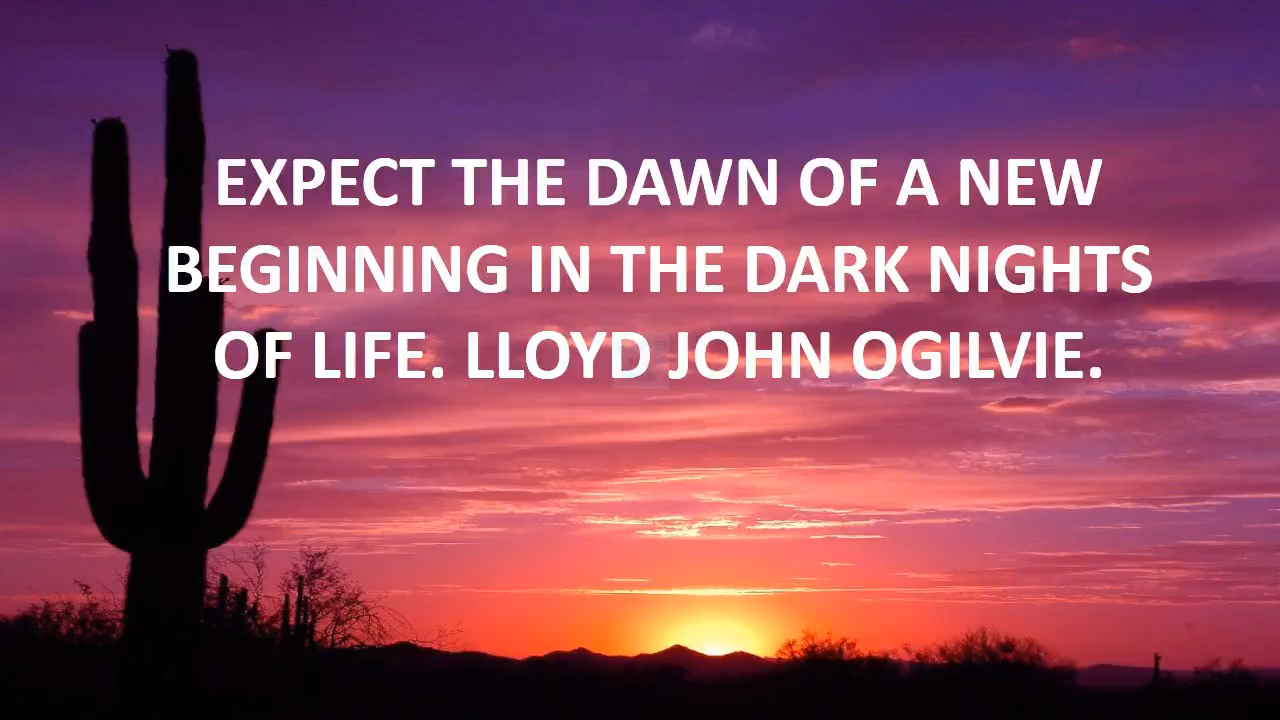 EXPECT THE DAWN OF A NEW
BEGINNING IN THE DARK NIGHTS
OF LIFE. LLOYD JOHN OGILVIE.